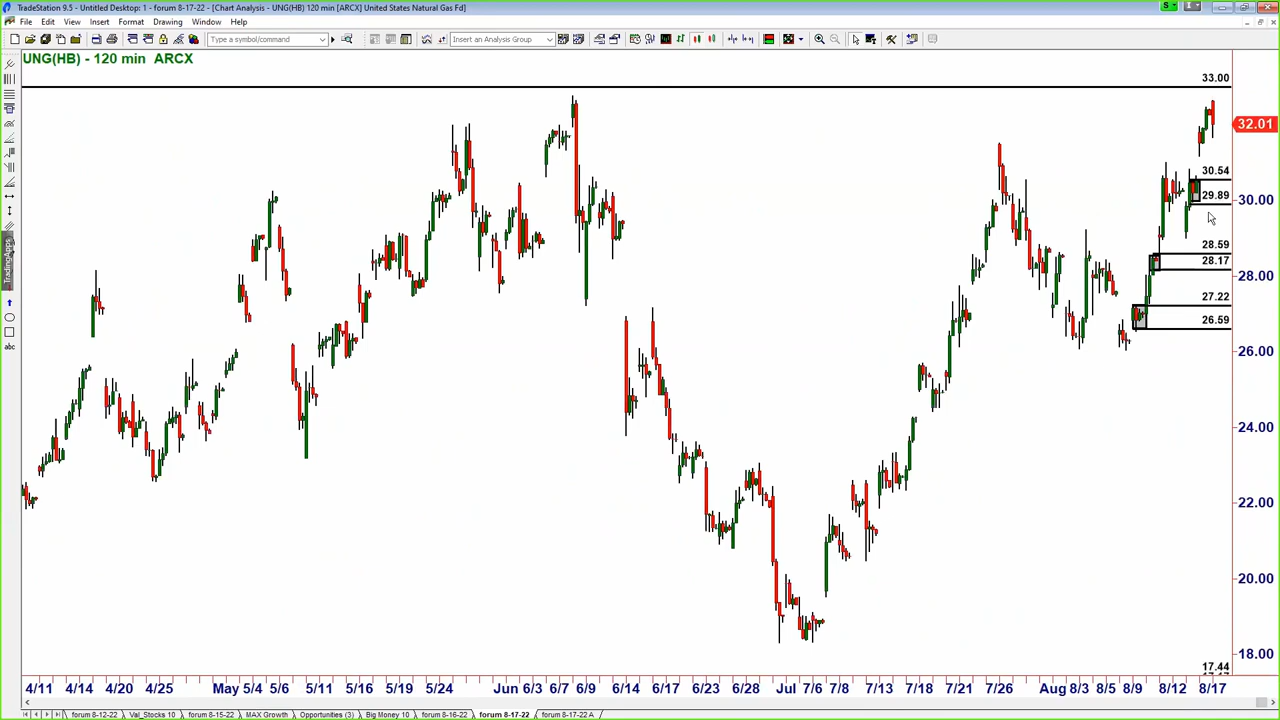 TradeStation 9.5 - Untitled Desktop: 1 - forum 8-17-22 - [Chart Analysis - UNG(HB) 120 min [ARCX] United States Natural Gas Fd]
File Edit View Insert Format Drawing Window Help
Type a symbol/command
Insert an Analysis Group
UNG(HB) - 120 min ARCX
33.00
32.01
30.54
30.00
29.89
28.59
28.17
28.00
27.22
26.59
26.00
24.00
22.00
20.00
18.00
17.44
TradingApps
abc
4/11 4/14 4/20 4/25 May 5/4 5/6 5/11 5/16 5/19 5/24 Jun 6/3 6/7 6/9 6/14 6/17 6/23 6/28 Jul 7/6 7/8 7/13 7/18 7/21 7/26 Aug 8/3 8/5 8/9 8/12 8/17
forum 8-12-22 Val_Stocks 10 forum 8-15-22 MAX Growth Opportunities (3) Big Money 10 forum 8-16-22 forum 8-17-22 forum 8-17-22 A